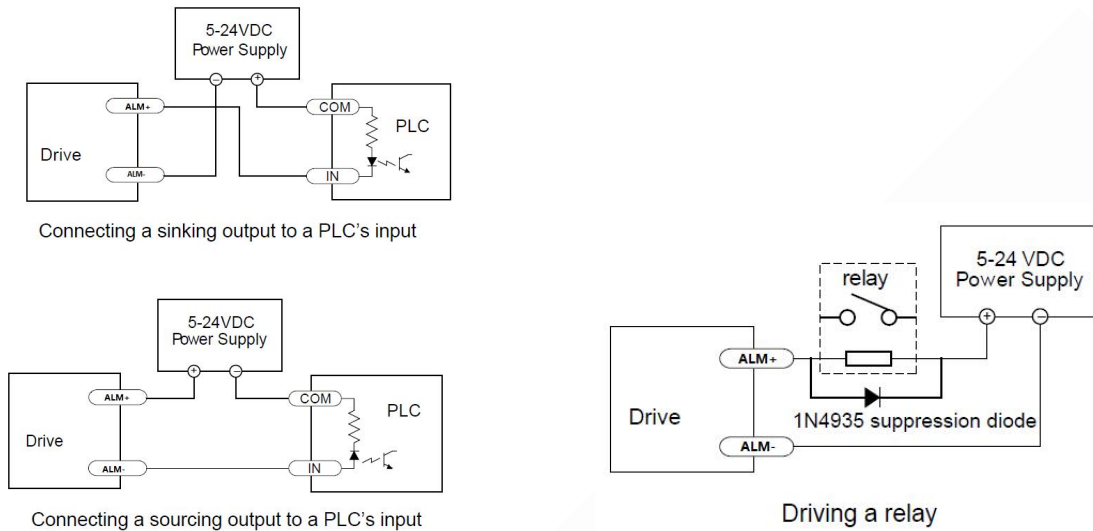 5-24VDC
Power Supply
−
+
ALM+
COM
PLC
Drive
ALM-
IN
Connecting a sinking output to a PLC's input
5-24VDC
Power Supply
+
−
ALM+
COM
PLC
Drive
ALM-
IN
Connecting a sourcing output to a PLC's input
5-24 VDC
Power Supply
relay
+
−
ALM+
Drive
1N4935 suppression diode
ALM-
Driving a relay